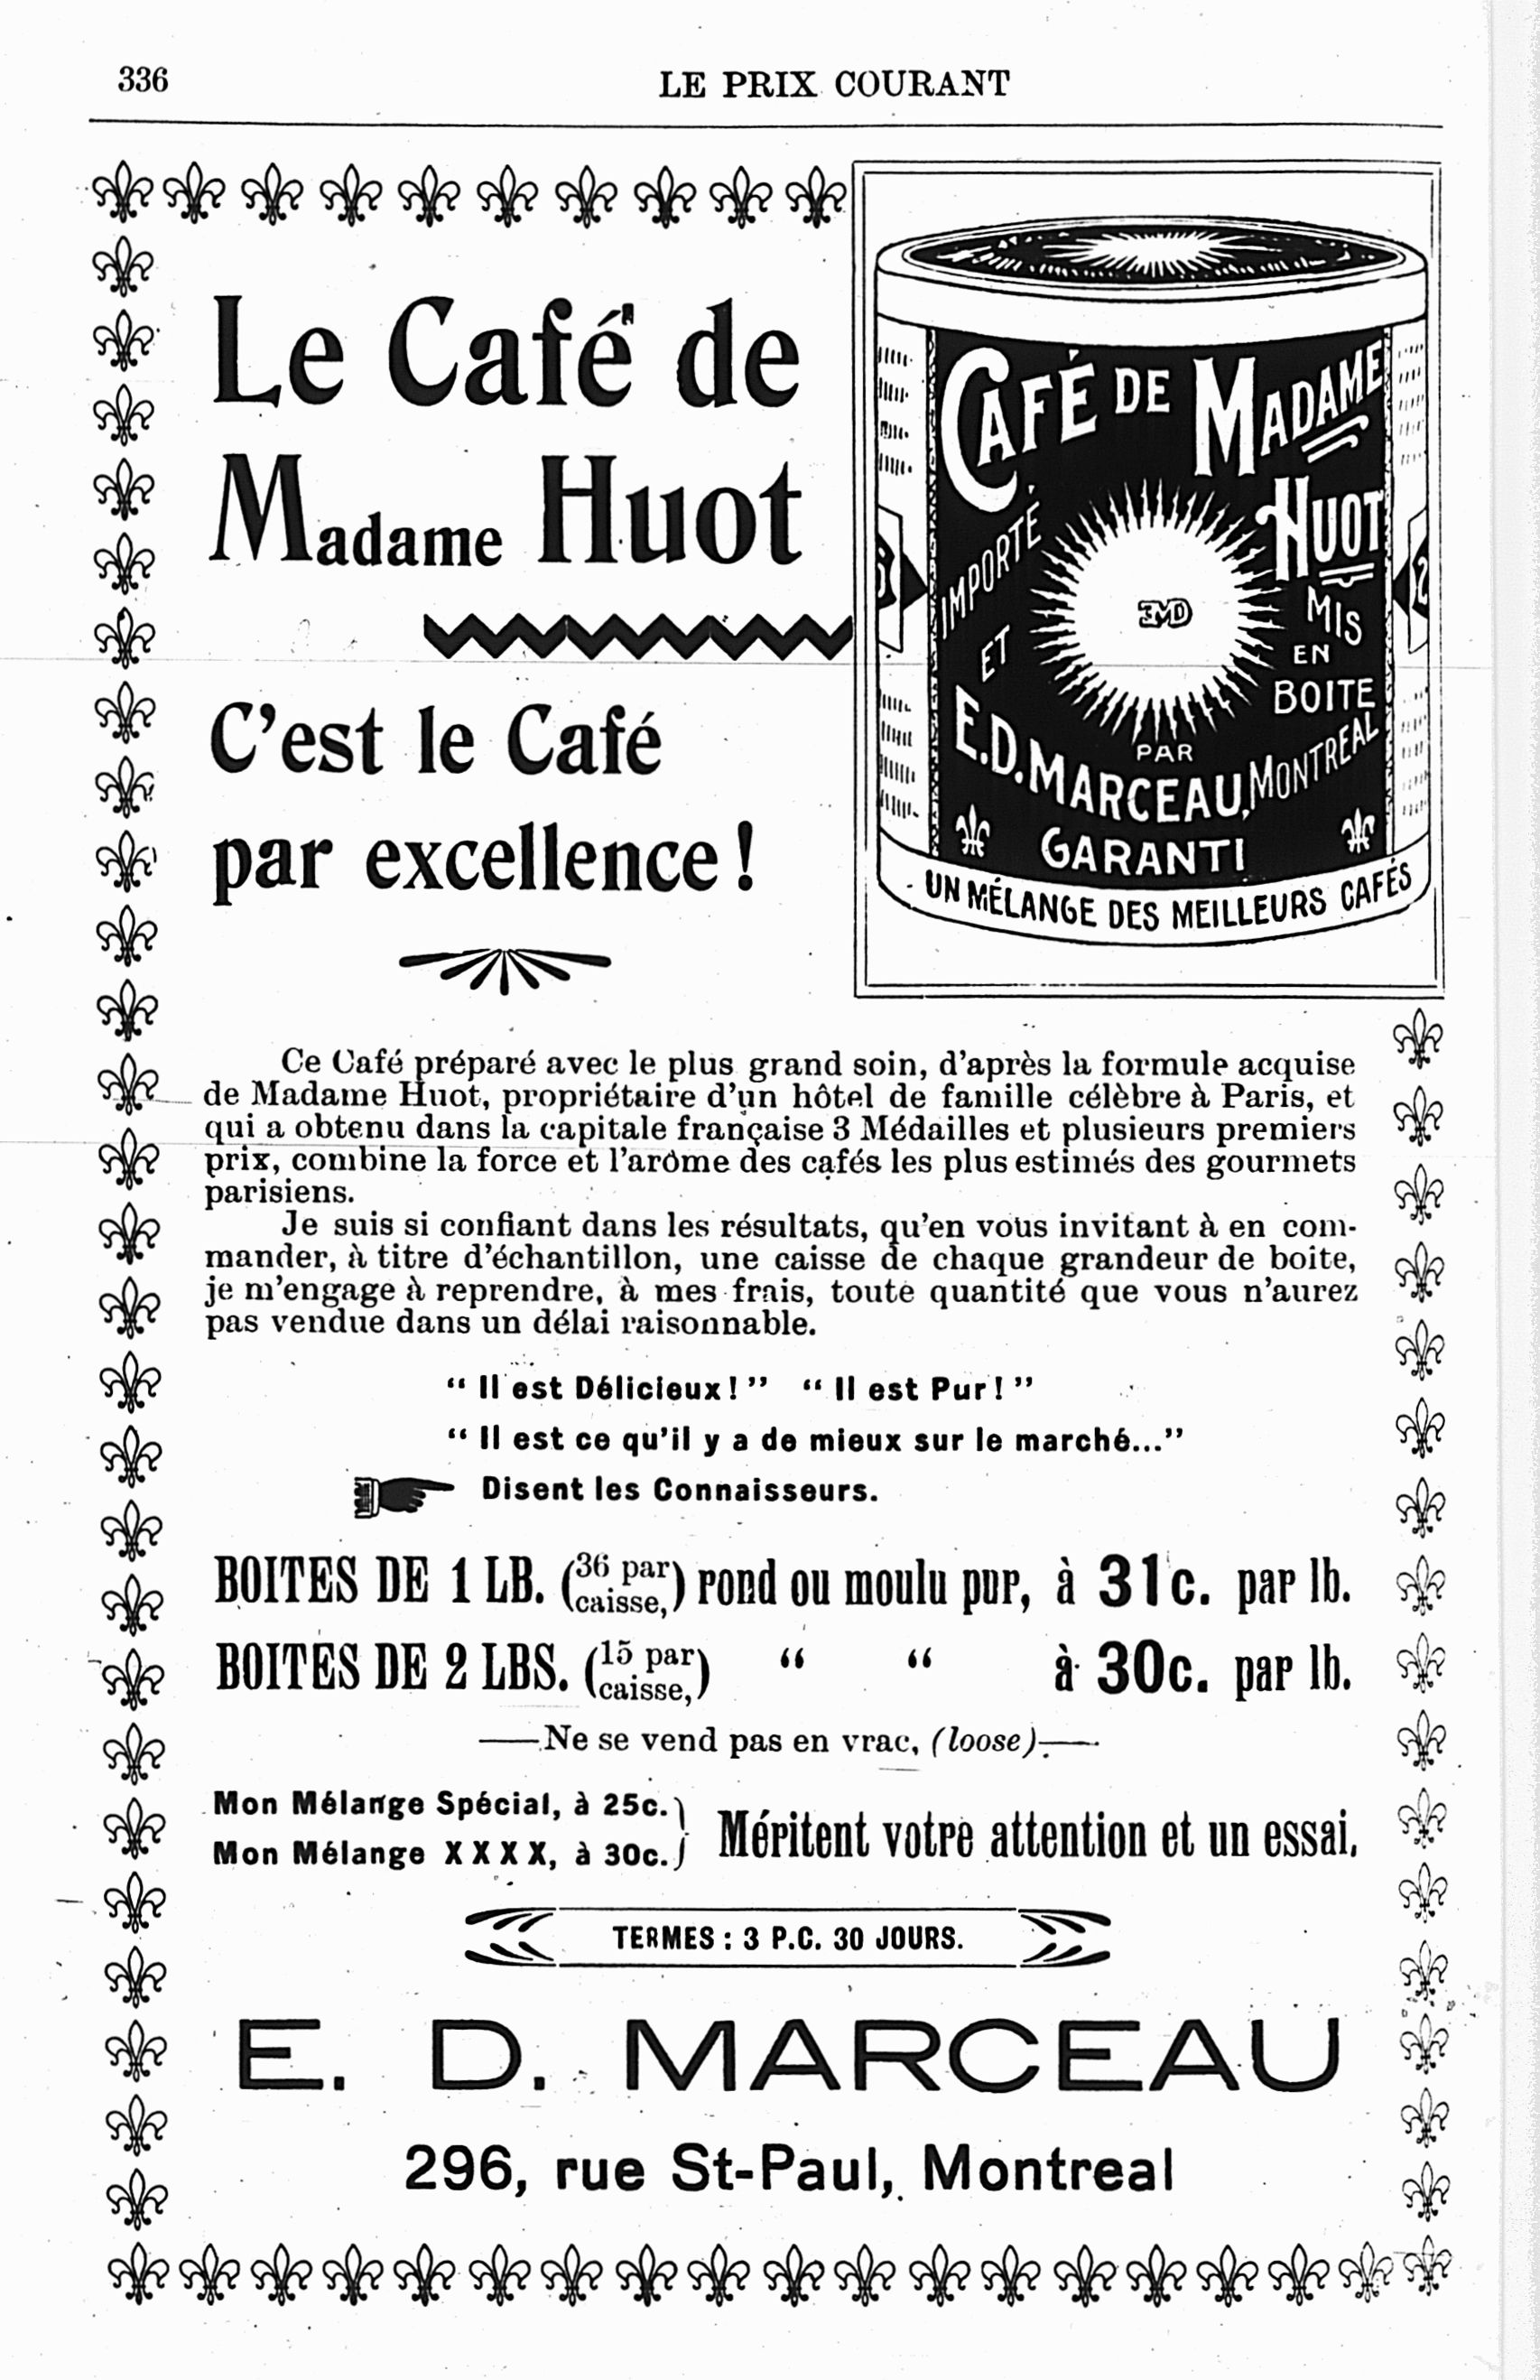 336
LE PRIX COURANT
Le Café de
Madame Huot
C'est le Café
par excellence !
CAFÉ DE MADAME
HUOT
IMPORTÉ
ET
MIS
EN
BOITE
PAR
E.D. MARCEAU, MONTREAL
GARANTI
UN MÉLANGE DES MEILLEURS CAFÉS
Ce Café préparé avec le plus grand soin, d'après la formule acquise
de Madame Huot, propriétaire d'un hôtel de famille célèbre à Paris, et
qui a obtenu dans la capitale française 3 Médailles et plusieurs premiers
prix, combine la force et l'arôme des cafés les plus estimés des gourmets
parisiens.
Je suis si confiant dans les résultats, qu'en vous invitant à en com-
mander, à titre d'échantillon, une caisse de chaque grandeur de boite,
je m'engage à reprendre, à mes frais, toute quantité que vous n'aurez
pas vendue dans un délai raisonnable.
“ Il est Délicieux ! ” “ Il est Pur ! ”
“ Il est ce qu'il y a de mieux sur le marché...”
Disent les Connaisseurs.
BOITES DE 1 LB. (36 par caisse,) rond ou moulu pur, à 31c. par lb.
BOITES DE 2 LBS. (15 par caisse,) “ “ à 30c. par lb.
—Ne se vend pas en vrac, (loose).—
Mon Mélange Spécial, à 25c.
Mon Mélange X X X X, à 30c.
Méritent votre attention et un essai.
TERMES : 3 P.C. 30 JOURS.
E. D. MARCEAU
296, rue St-Paul, Montreal